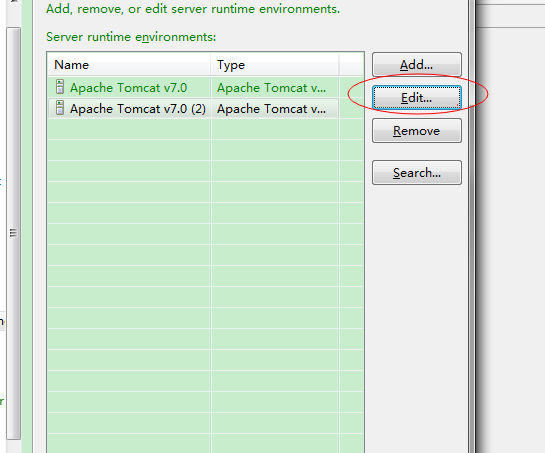 Add, remove, or edit server runtime environments.
Server runtime environments:
Name Type
Add...
Apache Tomcat v7.0 Apache Tomcat v...
Edit...
Apache Tomcat v7.0 (2) Apache Tomcat v...
Remove
Search...